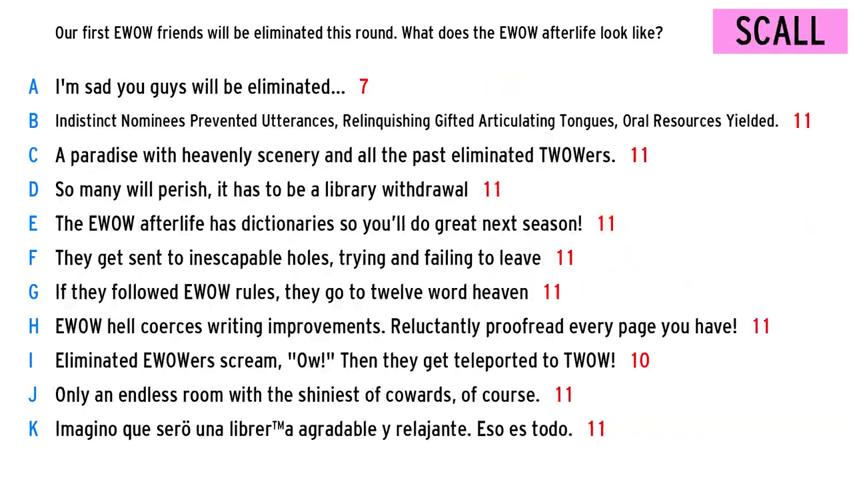 Our first EWOW friends will be eliminated this round. What does the EWOW afterlife look like?
SCALL
A I'm sad you guys will be eliminated... 7
B Indistinct Nominees Prevented Utterances, Relinquishing Gifted Articulating Tongues, Oral Resources Yielded. 11
C A paradise with heavenly scenery and all the past eliminated TWOWers. 11
D So many will perish, it has to be a library withdrawal 11
E The EWOW afterlife has dictionaries so you'll do great next season! 11
F They get sent to inescapable holes, trying and failing to leave 11
G If they followed EWOW rules, they go to twelve word heaven 11
H EWOW hell coerces writing improvements. Reluctantly proofread every page you have! 11
I Eliminated EWOWers scream, "Ow!" Then they get teleported to TWOW! 10
J Only an endless room with the shiniest of cowards, of course. 11
K Imagino que serö una librer™a agradable y relajante. Eso es todo. 11